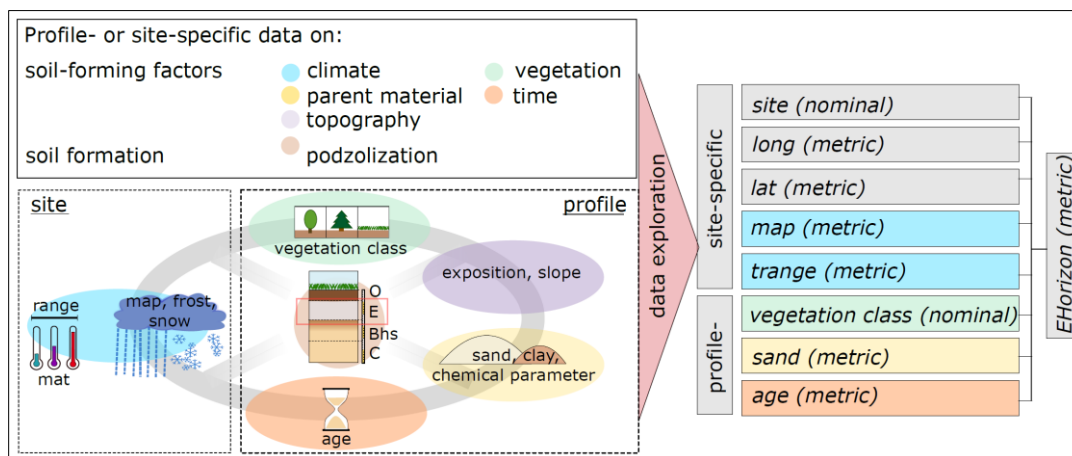 Profile- or site-specific data on:
soil-forming factors
climate
vegetation
parent material
time
topography
soil formation
podzolization
site
profile
vegetation class
exposition, slope
range
map, frost,
snow
mat
O
E
Bhs
C
sand, clay,
chemical parameter
age
data exploration
site-specific
profile-
site (nominal)
long (metric)
lat (metric)
map (metric)
trange (metric)
vegetation class (nominal)
sand (metric)
age (metric)
EHorizon (metric)